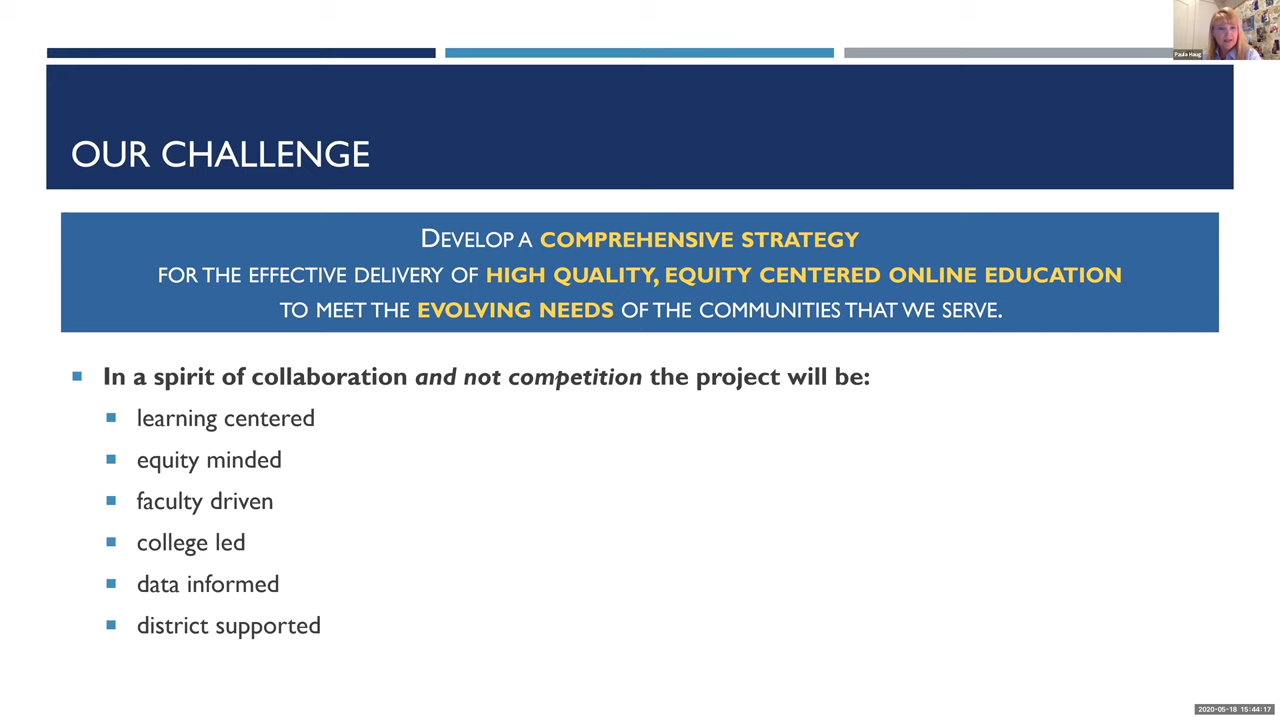 Paula Haug
OUR CHALLENGE
DEVELOP A COMPREHENSIVE STRATEGY
FOR THE EFFECTIVE DELIVERY OF HIGH QUALITY, EQUITY CENTERED ONLINE EDUCATION
TO MEET THE EVOLVING NEEDS OF THE COMMUNITIES THAT WE SERVE.
In a spirit of collaboration and not competition the project will be:
learning centered
equity minded
faculty driven
college led
data informed
district supported
2020-05-18 15:44:17